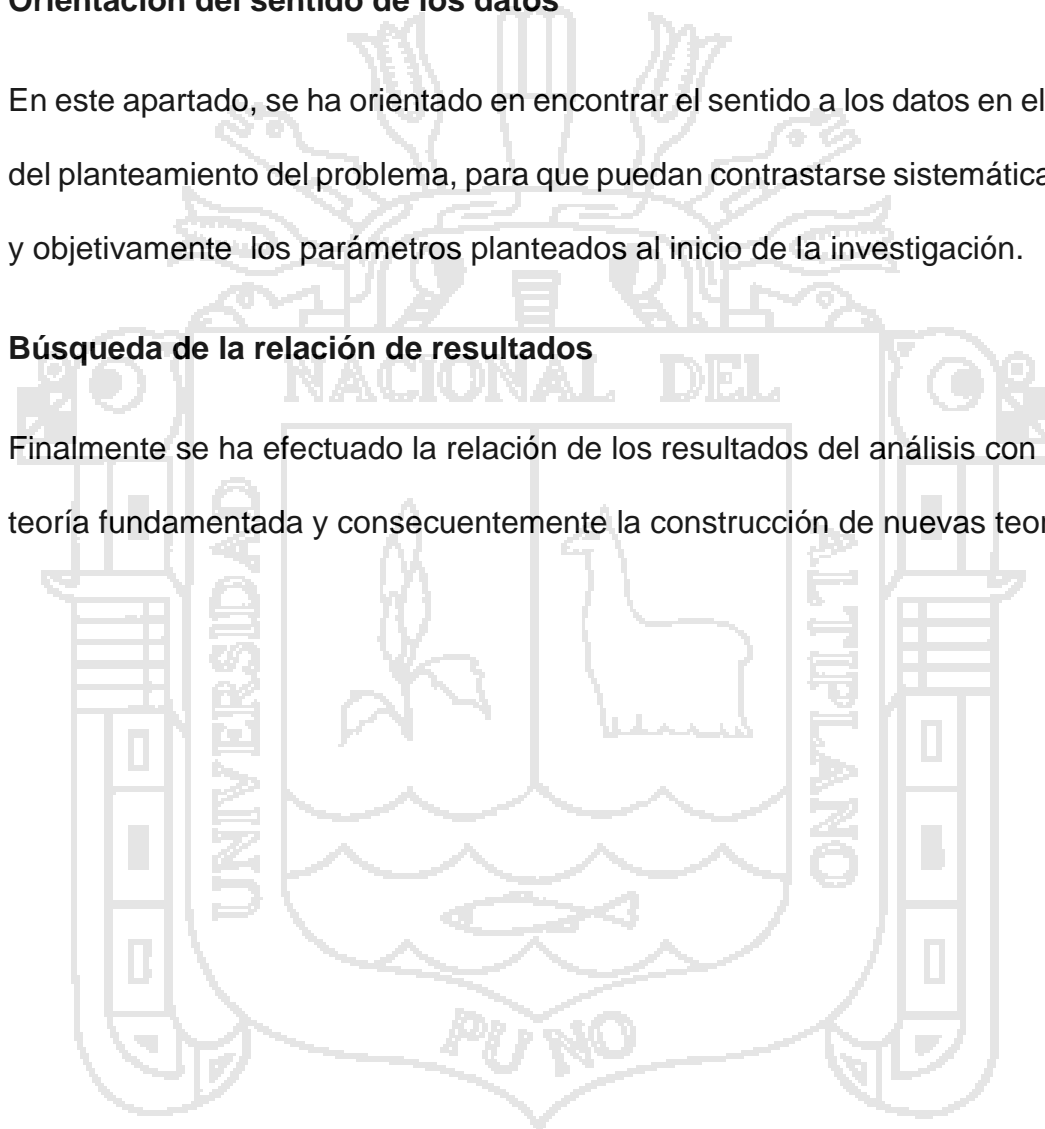 Orientación del sentido de los datos
En este apartado, se ha orientado en encontrar el sentido a los datos en el
del planteamiento del problema, para que puedan contrastarse
y objetivamente los parámetros planteados al inicio de la investigación.
Búsqueda de la relación de resultados
NACIONAL DEL
Finalmente se ha efectuado la relación de los resultados del análisis con
teoría fundamentada y consecuentemente la construcción de nuevas
UNIVERSIDAD
ALTIPLANO
PUNO